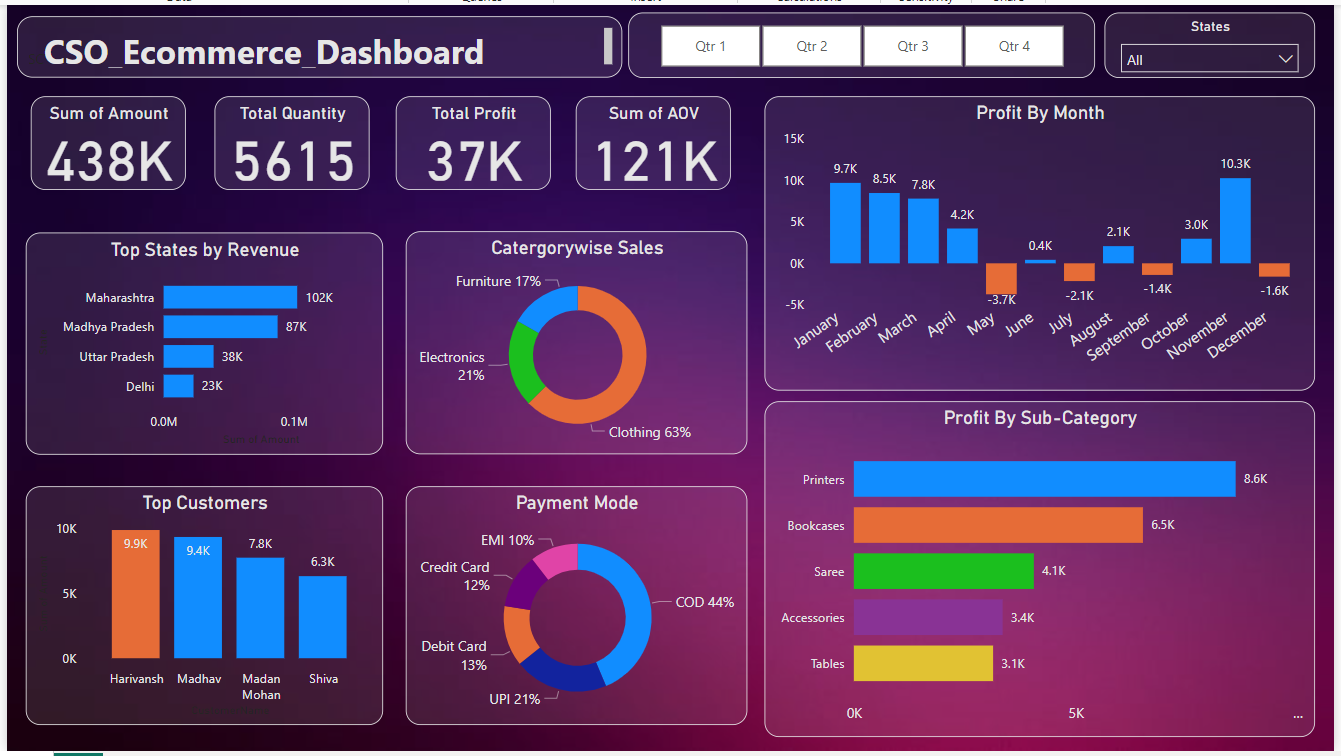 CSO_Ecommerce_Dashboard
Qtr 1
Qtr 2
Qtr 3
Qtr 4
States
All
Sum of Amount
438K
Total Quantity
5615
Total Profit
37K
Sum of AOV
121K
Profit By Month
15K
10K
5K
0K
-5K
9.7K
8.5K
7.8K
4.2K
-3.7K
0.4K
-2.1K
2.1K
-1.4K
3.0K
10.3K
-1.6K
January
February
March
April
May
June
July
August
September
October
November
December
Top States by Revenue
Maharashtra
102K
Madhya Pradesh
87K
Uttar Pradesh
38K
Delhi
23K
0.0M
0.1M
Sum of Amount
Catergorywise Sales
Furniture 17%
Electronics
21%
Clothing 63%
Profit By Sub-Category
Printers
8.6K
Bookcases
6.5K
Saree
4.1K
Accessories
3.4K
Tables
3.1K
0K
5K
...
Top Customers
10K
5K
0K
9.9K
9.4K
7.8K
6.3K
Harivansh
Madhav
Madan
Mohan
Shiva
Payment Mode
EMI 10%
Credit Card
12%
COD 44%
Debit Card
13%
UPI 21%